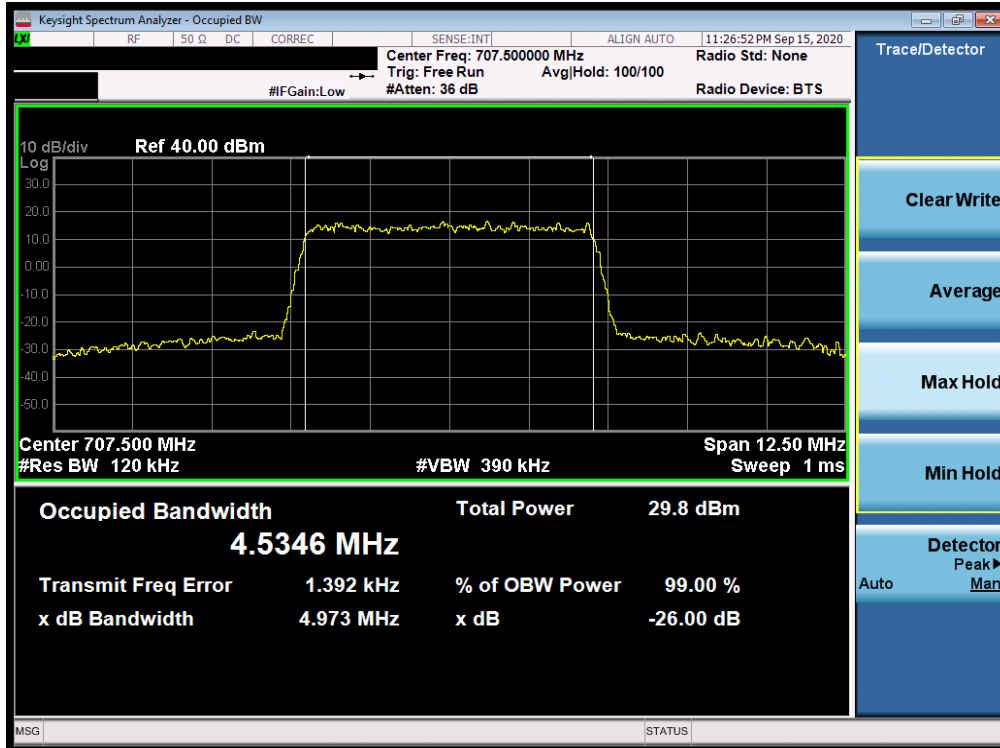 Keysight Spectrum Analyzer - Occupied BW
LXI RF 50 Ω DC CORREC SENSE:INT ALIGN AUTO 11:26:52 PM Sep 15, 2020
Center Freq: 707.500000 MHz Radio Std: None
Trig: Free Run Avg|Hold: 100/100
#IFGain:Low #Atten: 36 dB Radio Device: BTS
Trace/Detector
10 dB/div Ref 40.00 dBm
Log
30.0
20.0
10.0
0.00
-10.0
-20.0
-30.0
-40.0
-50.0
Center 707.500 MHz Span 12.50 MHz
#Res BW 120 kHz #VBW 390 kHz Sweep 1 ms
Occupied Bandwidth Total Power 29.8 dBm
4.5346 MHz
Transmit Freq Error 1.392 kHz % of OBW Power 99.00 %
x dB Bandwidth 4.973 MHz x dB -26.00 dB
Clear Write
Average
Max Hold
Min Hold
Detector
Peak
Auto Man
MSG STATUS